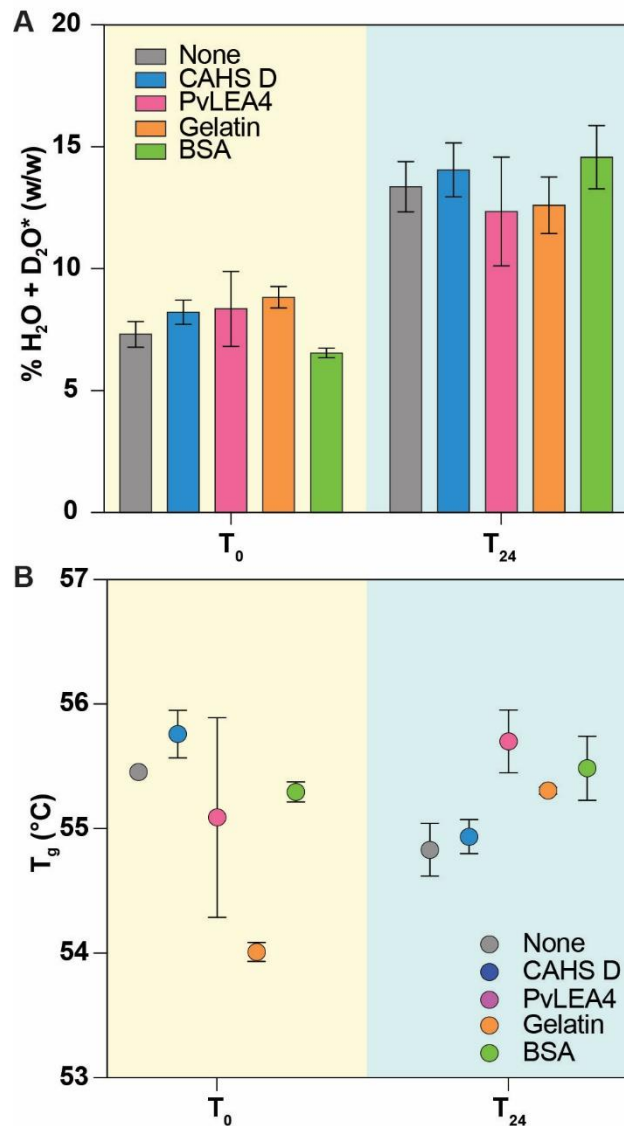 A
% H₂O + D₂O* (w/w)
20
15
10
5
0
None
CAHS D
PvLEA4
Gelatin
BSA
T₀ T₂₄
B
Tg (°C)
57
56
55
54
53
None
CAHS D
PvLEA4
Gelatin
BSA
T₀ T₂₄